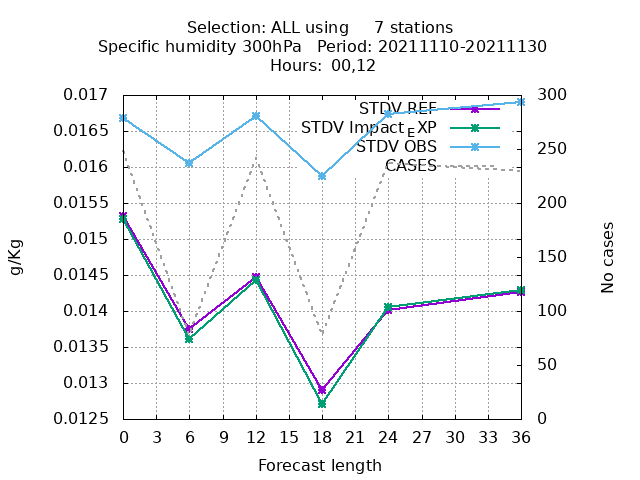 Selection: ALL using     7 stations
Specific humidity 300hPa   Period: 20211110-20211130
Hours:  00,12
0.017
0.0165
0.016
0.0155
0.015
0.0145
0.014
0.0135
0.013
0.0125
g/Kg
STDV REF
STDV Impact_EXP
STDV OBS
CASES
300
250
200
150
100
50
0
No cases
0 3 6 9 12 15 18 21 24 27 30 33 36
Forecast length